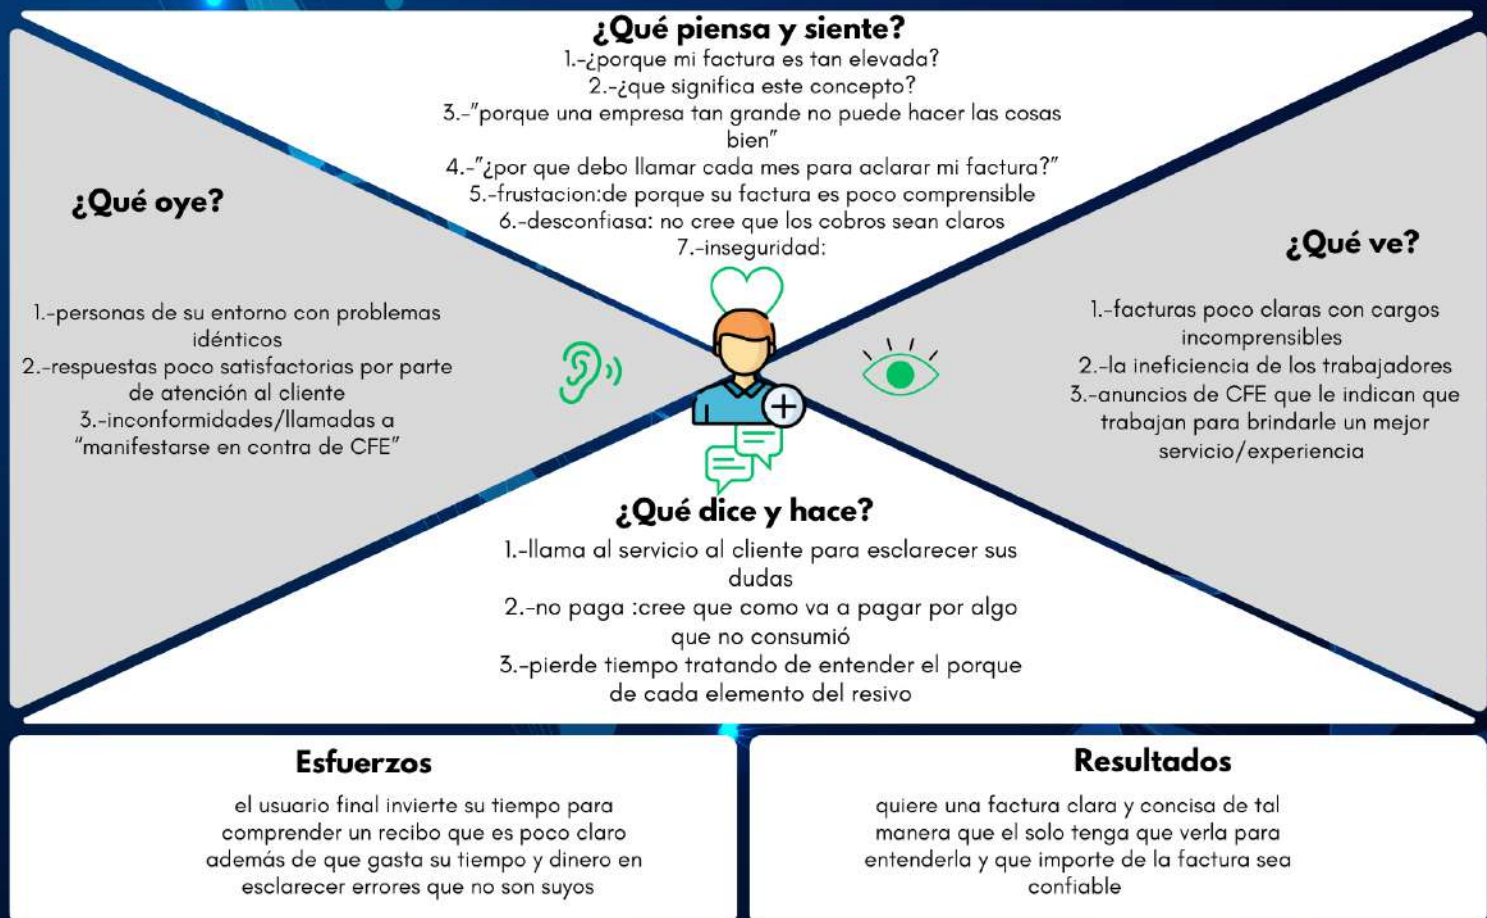 ¿Qué piensa y siente?
1.-¿porque mi factura es tan elevada?
2.-¿que significa este concepto?
3.-"porque una empresa tan grande no puede hacer las cosas
bien"
4.-"¿por que debo llamar cada mes para aclarar mi factura?"
5.-frustacion:de porque su factura es poco comprensible
6.-desconfiasa: no cree que los cobros sean claros
7.-inseguridad:
¿Qué oye?
1.-personas de su entorno con problemas
idénticos
2.-respuestas poco satisfactorias por parte
de atención al cliente
3.-inconformidades/llamadas a
"manifestarse en contra de CFE"
¿Qué ve?
1.-facturas poco claras con cargos
incomprensibles
2.-la ineficiencia de los trabajadores
3.-anuncios de CFE que le indican que
trabajan para brindarle un mejor
servicio/experiencia
¿Qué dice y hace?
1.-llama al servicio al cliente para esclarecer sus
dudas
2.-no paga :cree que como va a pagar por algo
que no consumió
3.-pierde tiempo tratando de entender el porque
de cada elemento del resivo
Esfuerzos
el usuario final invierte su tiempo para
comprender un recibo que es poco claro
además de que gasta su tiempo y dinero en
esclarecer errores que no son suyos
Resultados
quiere una factura clara y concisa de tal
manera que el solo tenga que verla para
entenderla y que importe de la factura sea
confiable